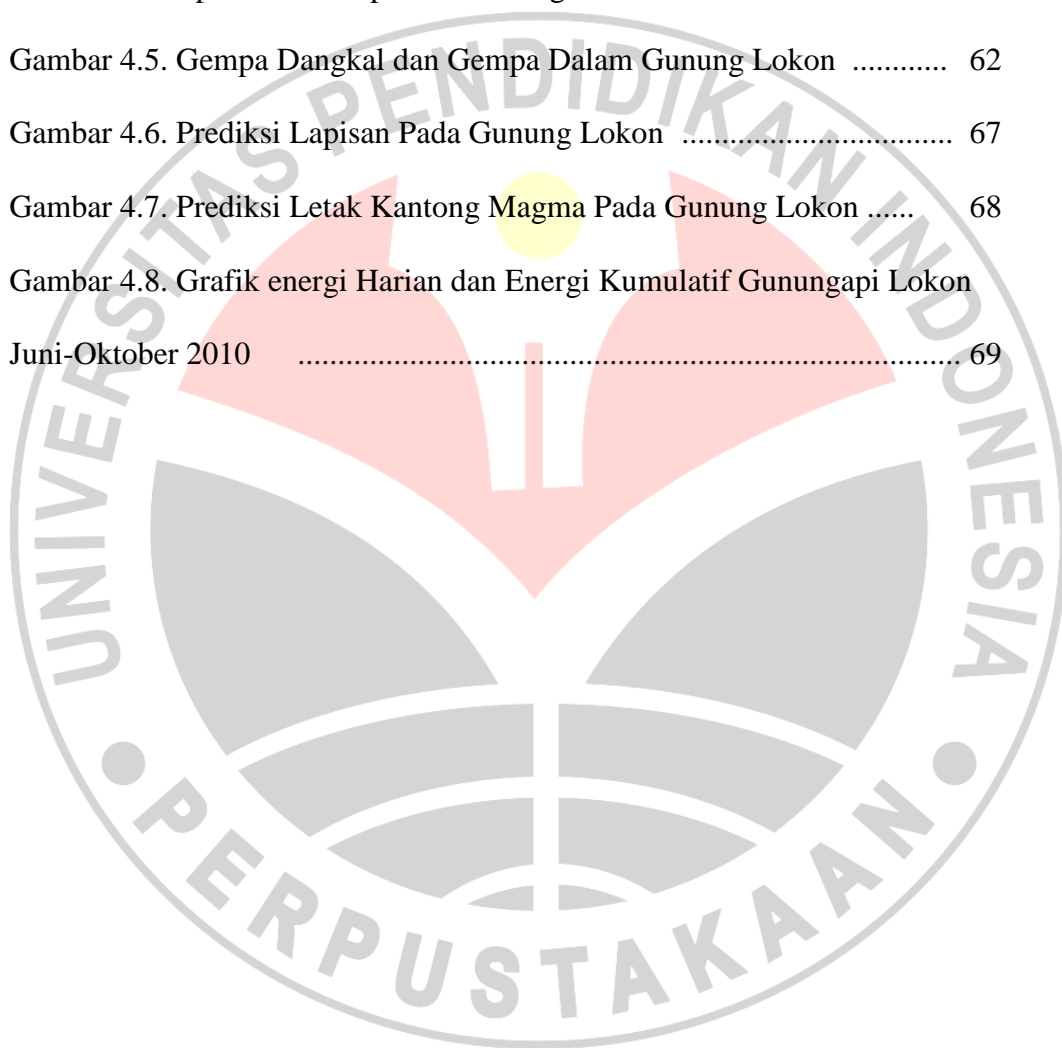 Gambar 4.5. Gempa Dangkal dan Gempa Dalam Gunung Lokon ............ 62
Gambar 4.6. Prediksi Lapisan Pada Gunung Lokon .................................. 67
Gambar 4.7. Prediksi Letak Kantong Magma Pada Gunung Lokon ...... 68
Gambar 4.8. Grafik energi Harian dan Energi Kumulatif Gunungapi Lokon
Juni-Oktober 2010 ................................................................................... 69
UNIVERSITAS PENDIDIKAN INDONESIA
PERPUSTAKAAN